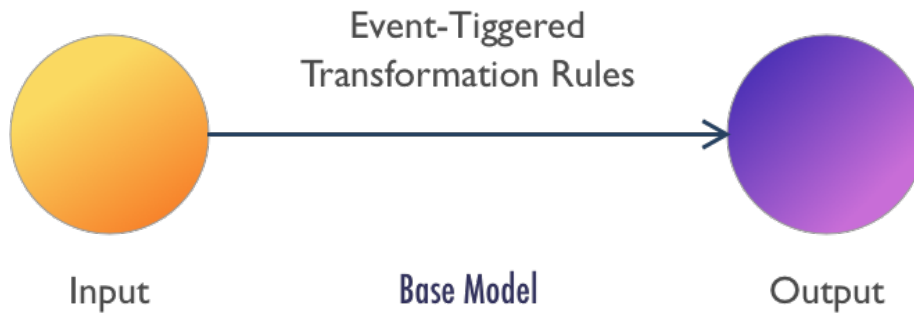 Event-Tiggered
Transformation Rules
Input
Base Model
Output